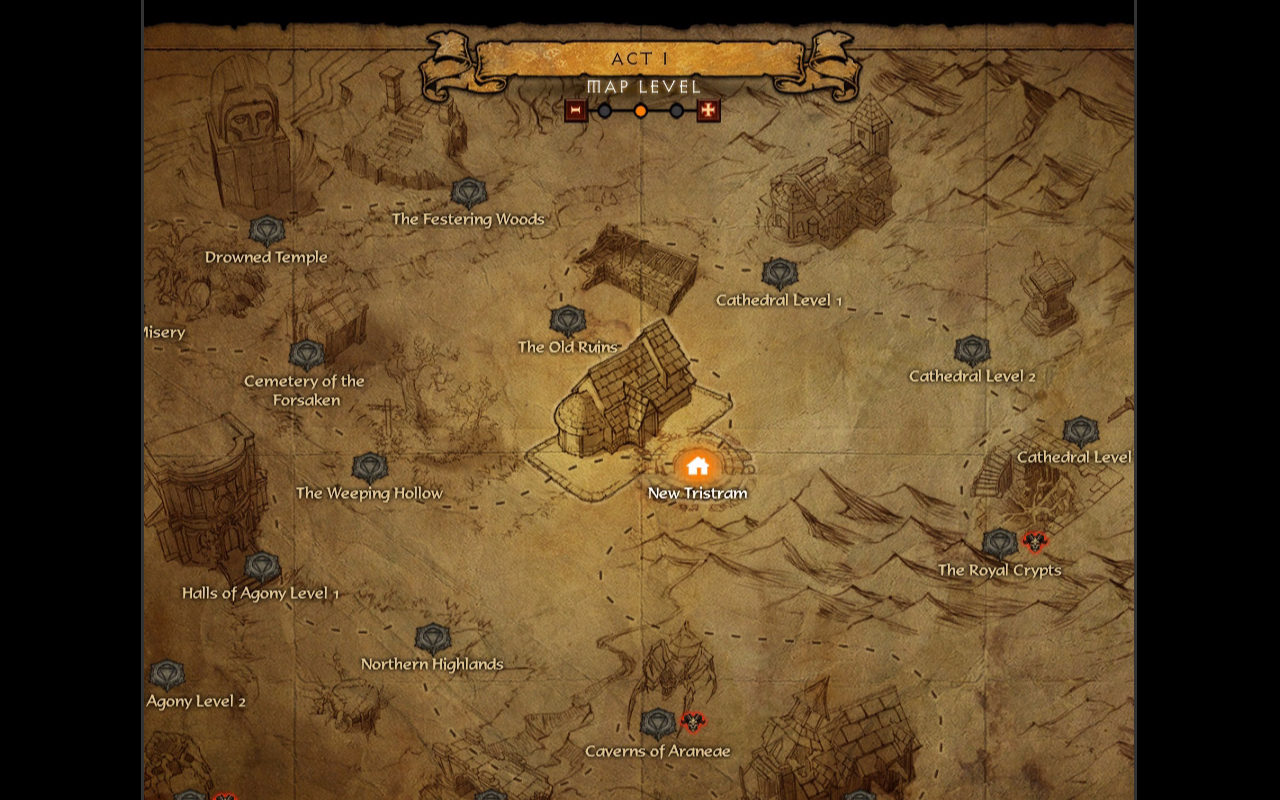 ACT I
MAP LEVEL
The Festering Woods
Drowned Temple
Cathedral Level 1
Misery
The Old Ruins
Cathedral Level 2
Cemetery of the
Forsaken
Cathedral Level
The Weeping Hollow
New Tristram
The Royal Crypts
Halls of Agony Level 1
Northern Highlands
Agony Level 2
Caverns of Araneae